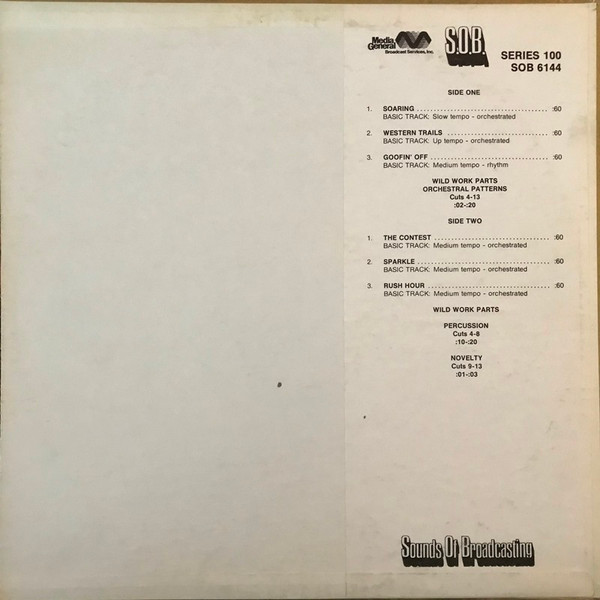 Media General
Broadcast Services, Inc.
S.O.B.
SERIES 100
SOB 6144
SIDE ONE
1. SOARING ........................................ :60
BASIC TRACK: Slow tempo - orchestrated
2. WESTERN TRAILS ........................................ :60
BASIC TRACK: Up tempo - orchestrated
3. GOOFIN' OFF ........................................ :60
BASIC TRACK: Medium tempo - rhythm
WILD WORK PARTS
ORCHESTRAL PATTERNS
Cuts 4-13
:02-:20
SIDE TWO
1. THE CONTEST ........................................ :60
BASIC TRACK: Medium tempo - orchestrated
2. SPARKLE ........................................ :60
BASIC TRACK: Medium tempo - orchestrated
3. RUSH HOUR ........................................ :60
BASIC TRACK: Medium tempo - orchestrated
WILD WORK PARTS
PERCUSSION
Cuts 4-8
:10-:20
NOVELTY
Cuts 9-13
:01-:03
Sounds Of Broadcasting